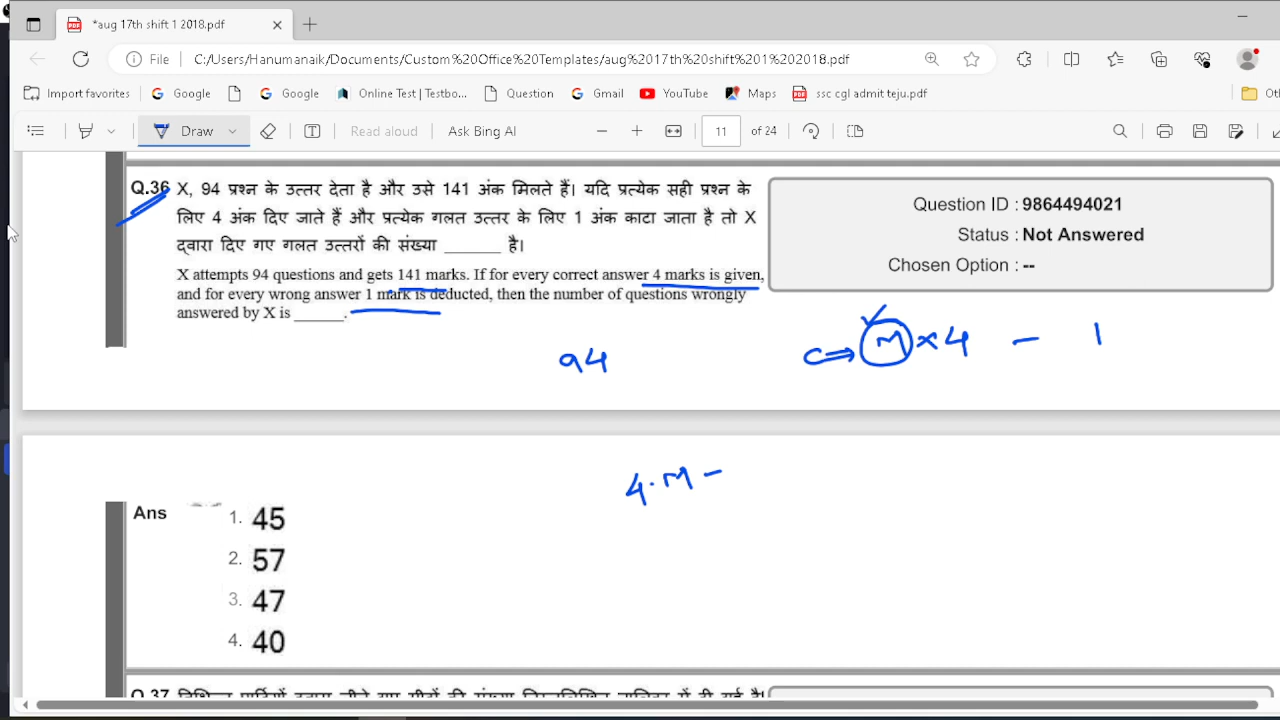 *aug 17th shift 1 2018.pdf
File C:/Users/Hanumanaik/Documents/Custom%20Office%20Templates/aug%2017th%20shift%201%202018.pdf
Import favorites Google Google Online Test | Testbo... Question Gmail YouTube Maps ssc cgl admit teju.pdf
Draw Read aloud Ask Bing AI 11 of 24
Q.36 X, 94 प्रश्न के उत्तर देता है और उसे 141 अंक मिलते हैं। यदि प्रत्येक सही प्रश्न के
लिए 4 अंक दिए जाते हैं और प्रत्येक गलत उत्तर के लिए 1 अंक काटा जाता है तो X
द्वारा दिए गए गलत उत्तरों की संख्या ______ है।
X attempts 94 questions and gets 141 marks. If for every correct answer 4 marks is given,
and for every wrong answer 1 mark is deducted, then the number of questions wrongly
answered by X is ______.
Question ID : 9864494021
Status : Not Answered
Chosen Option : --
94
C⇒ M×4 - 1
4.M -
Ans 1. 45
2. 57
3. 47
4. 40
Q.37 विभिन्न पार्टियों द्वारा जीते गए सीटों की संख्या निम्नलिखित तालिका में दी गई है।